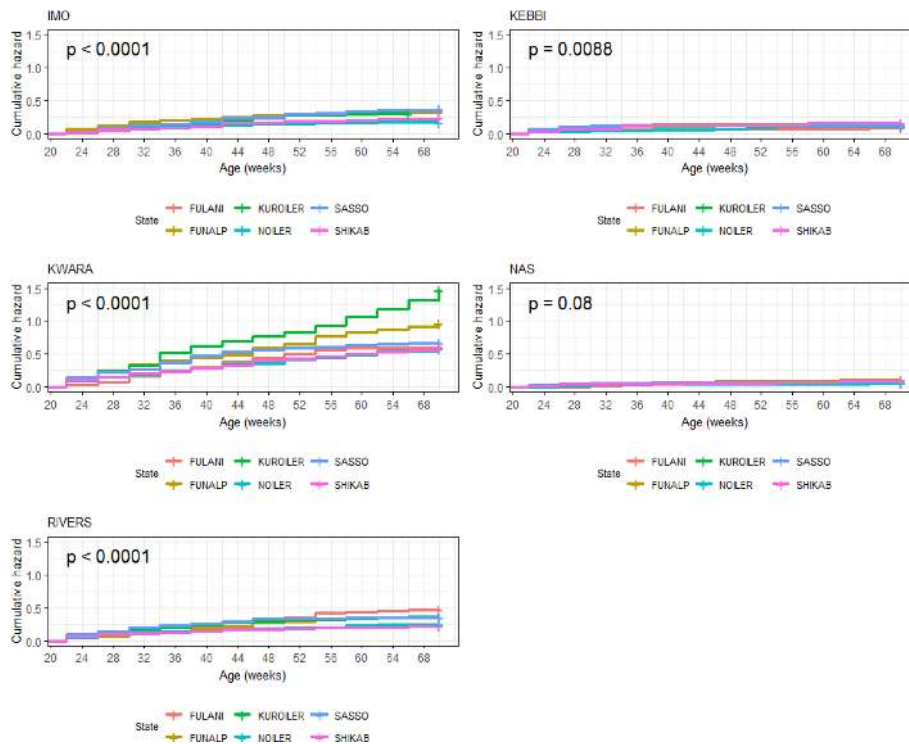 IMO
p < 0.0001
Cumulative hazard
1.5
1.0
0.5
0.0
20 24 28 32 36 40 44 48 52 56 60 64 68
Age (weeks)
State
FULANI KUROILER SASSO
FUNALP NOILER SHIKAB
KEBBI
p = 0.0088
Cumulative hazard
1.5
1.0
0.5
0.0
20 24 28 32 36 40 44 48 52 56 60 64 68
Age (weeks)
State
FULANI KUROILER SASSO
FUNALP NOILER SHIKAB
KWARA
p < 0.0001
Cumulative hazard
1.5
1.0
0.5
0.0
20 24 28 32 36 40 44 48 52 56 60 64 68
Age (weeks)
State
FULANI KUROILER SASSO
FUNALP NOILER SHIKAB
NAS
p = 0.08
Cumulative hazard
1.5
1.0
0.5
0.0
20 24 28 32 36 40 44 48 52 56 60 64 68
Age (weeks)
State
FULANI KUROILER SASSO
FUNALP NOILER SHIKAB
RIVERS
p < 0.0001
Cumulative hazard
1.5
1.0
0.5
0.0
20 24 28 32 36 40 44 48 52 56 60 64 68
Age (weeks)
State
FULANI KUROILER SASSO
FUNALP NOILER SHIKAB